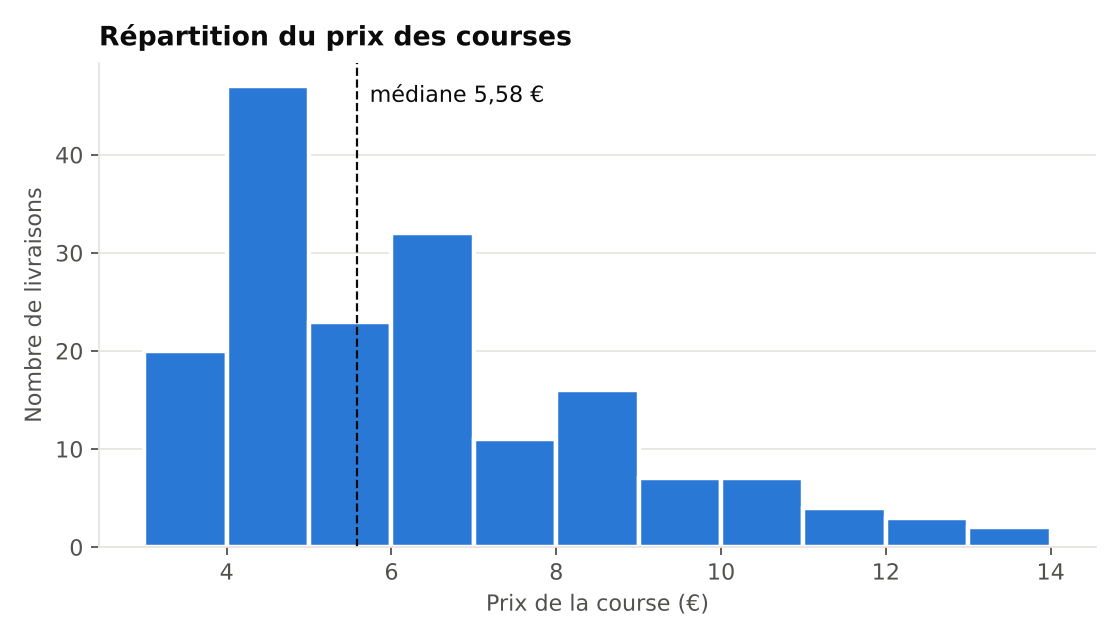 Répartition du prix des courses
médiane 5,58 €
Nombre de livraisons
40
30
20
10
0
4 6 8 10 12 14
Prix de la course (€)